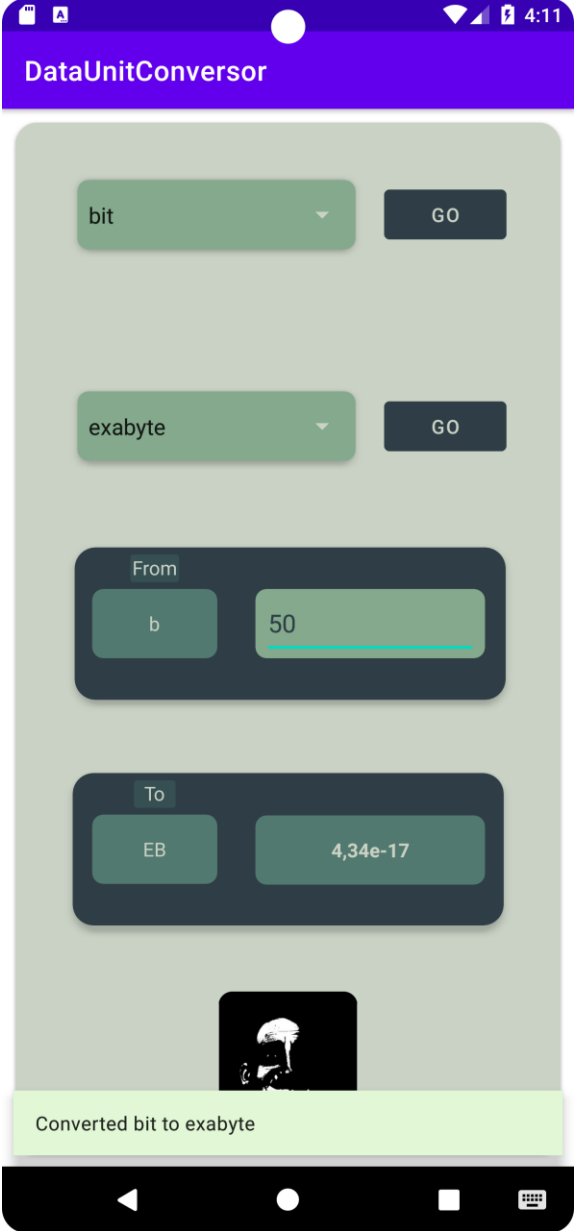 4:11
DataUnitConversor
bit
GO
exabyte
GO
From
b
50
To
EB
4,34e-17
Converted bit to exabyte